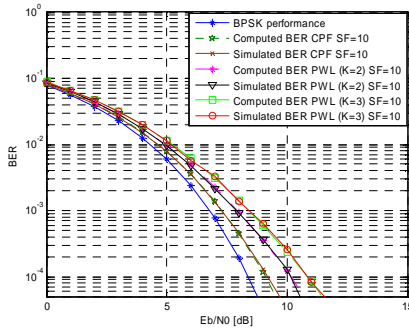 10^0
10^-1
10^-2
10^-3
10^-4
BER
0
5
10
15
Eb/N0 [dB]
BPSK performance
Computed BER CPF SF=10
Simulated BER CPF SF=10
Computed BER PWL (K=2) SF=10
Simulated BER PWL (K=2) SF=10
Computed BER PWL (K=3) SF=10
Simulated BER PWL (K=3) SF=10